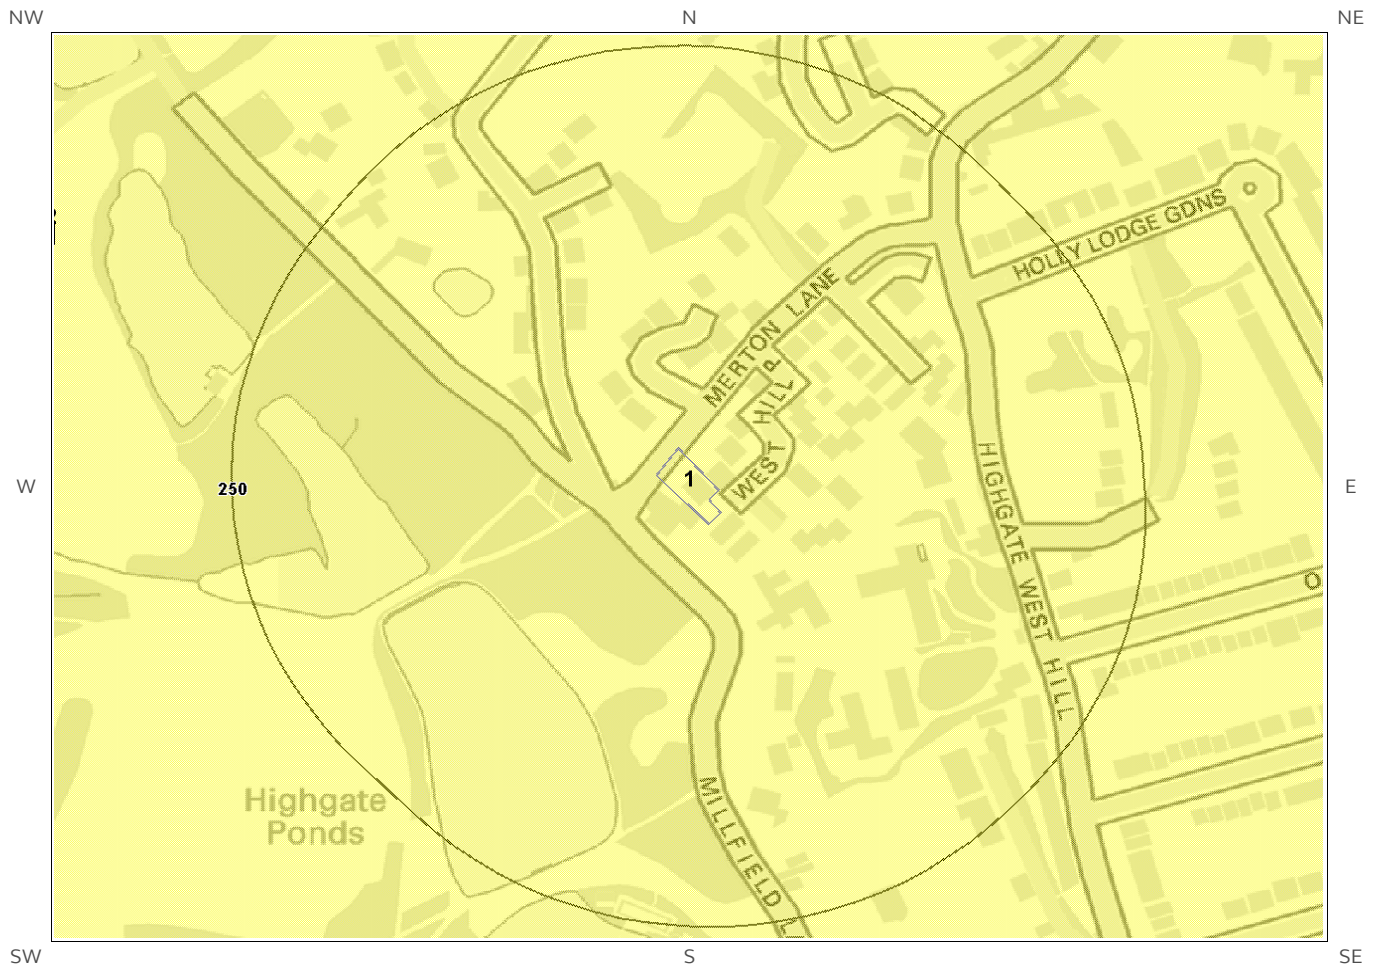 NW
N
NE
HOLLY LODGE GDNS
MERTON LANE
WEST HILL P
W
250
1
E
HIGHGATE WEST HILL
O
Highgate
Ponds
MILLFIELD L
SW
S
SE